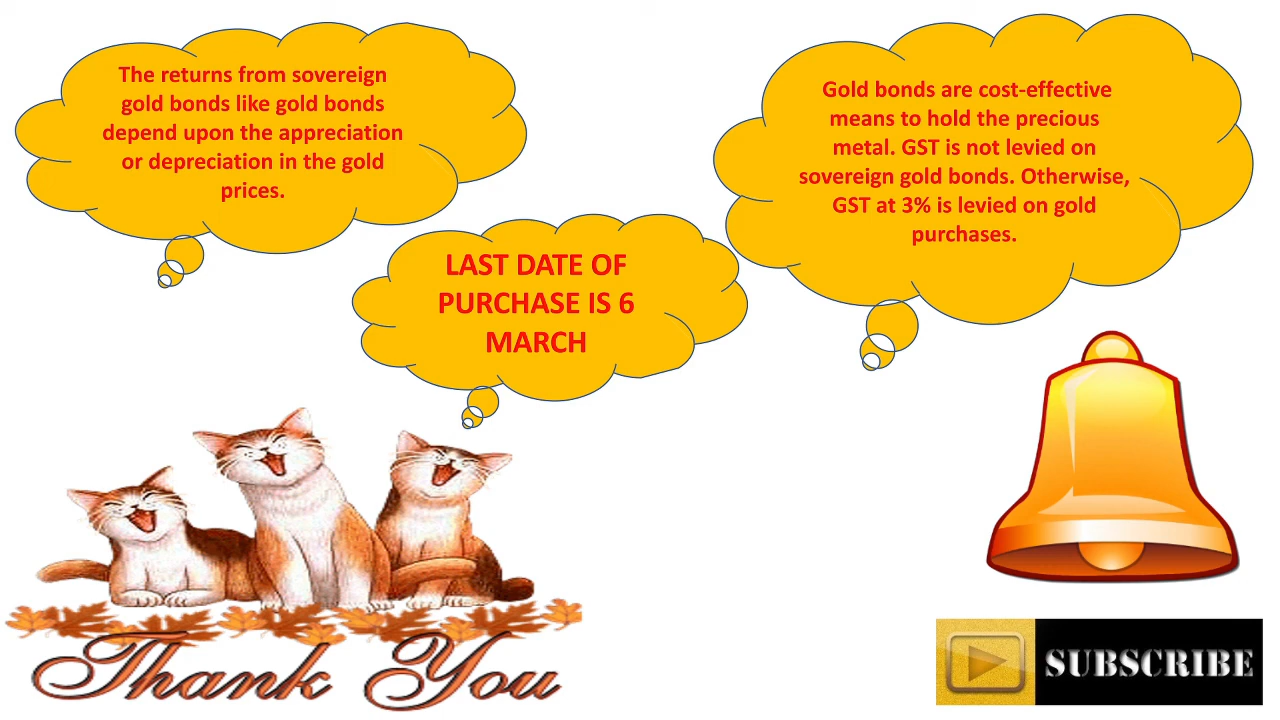 The returns from sovereign
gold bonds like gold bonds
depend upon the appreciation
or depreciation in the gold
prices.
Gold bonds are cost-effective
means to hold the precious
metal. GST is not levied on
sovereign gold bonds. Otherwise,
GST at 3% is levied on gold
purchases.
LAST DATE OF
PURCHASE IS 6
MARCH
Thank You
SUBSCRIBE